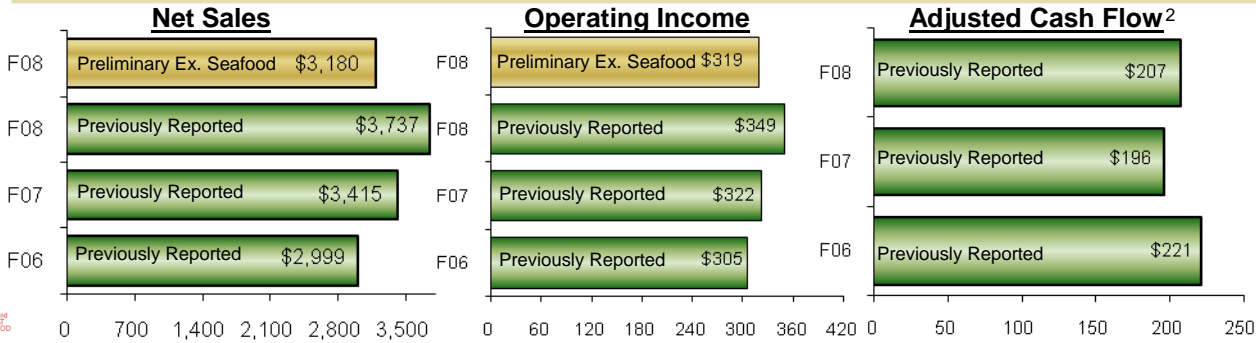 Net Sales
F08 Preliminary Ex. Seafood $3,180
F08 Previously Reported $3,737
F07 Previously Reported $3,415
F06 Previously Reported $2,999
0 700 1,400 2,100 2,800 3,500
Operating Income
F08 Preliminary Ex. Seafood $319
F08 Previously Reported $349
F07 Previously Reported $322
F06 Previously Reported $305
0 60 120 180 240 300 360 420
Adjusted Cash Flow2
F08 Previously Reported $207
F07 Previously Reported $196
F06 Previously Reported $221
0 50 100 150 200 250